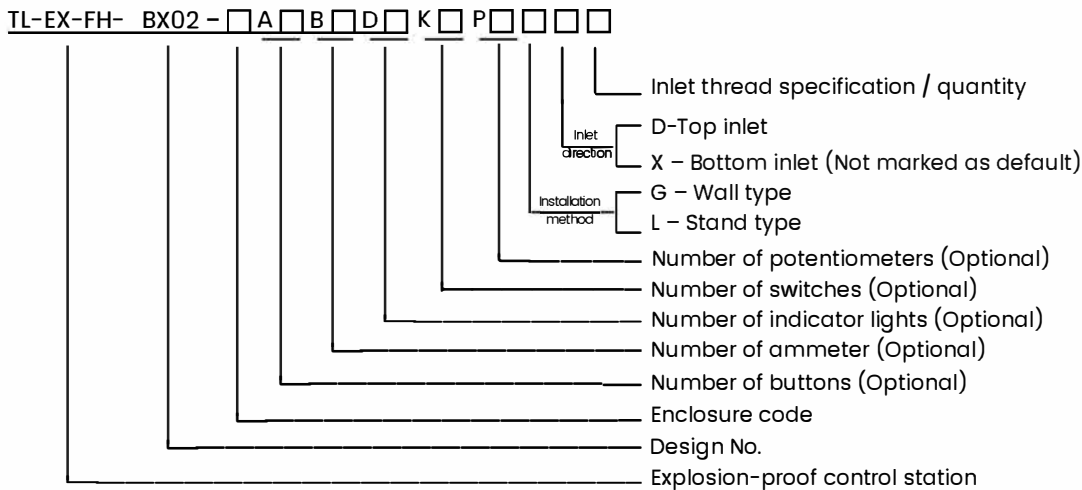 TL-EX-FH- BX02 - □ A □ B □ D □ K □ P □ □ □ □
Inlet thread specification / quantity
Inlet direction
D-Top inlet
X – Bottom inlet (Not marked as default)
Installation method
G – Wall type
L – Stand type
Number of potentiometers (Optional)
Number of switches (Optional)
Number of indicator lights (Optional)
Number of ammeter (Optional)
Number of buttons (Optional)
Enclosure code
Design No.
Explosion-proof control station